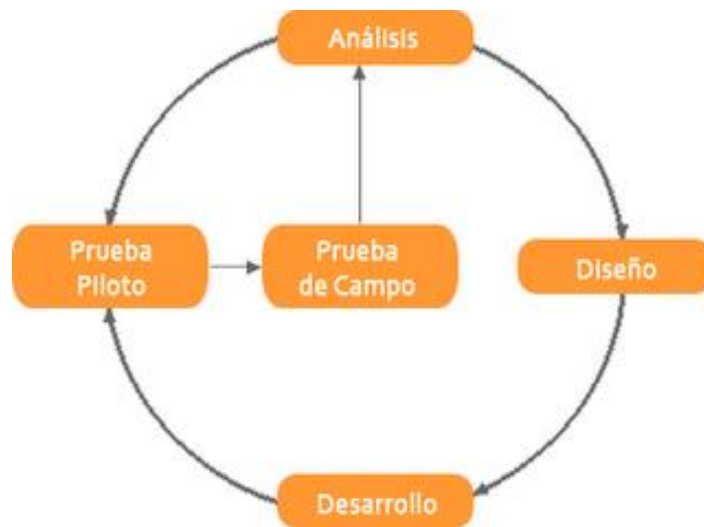 Análisis
Prueba
Piloto
Prueba
de Campo
Diseño
Desarrollo